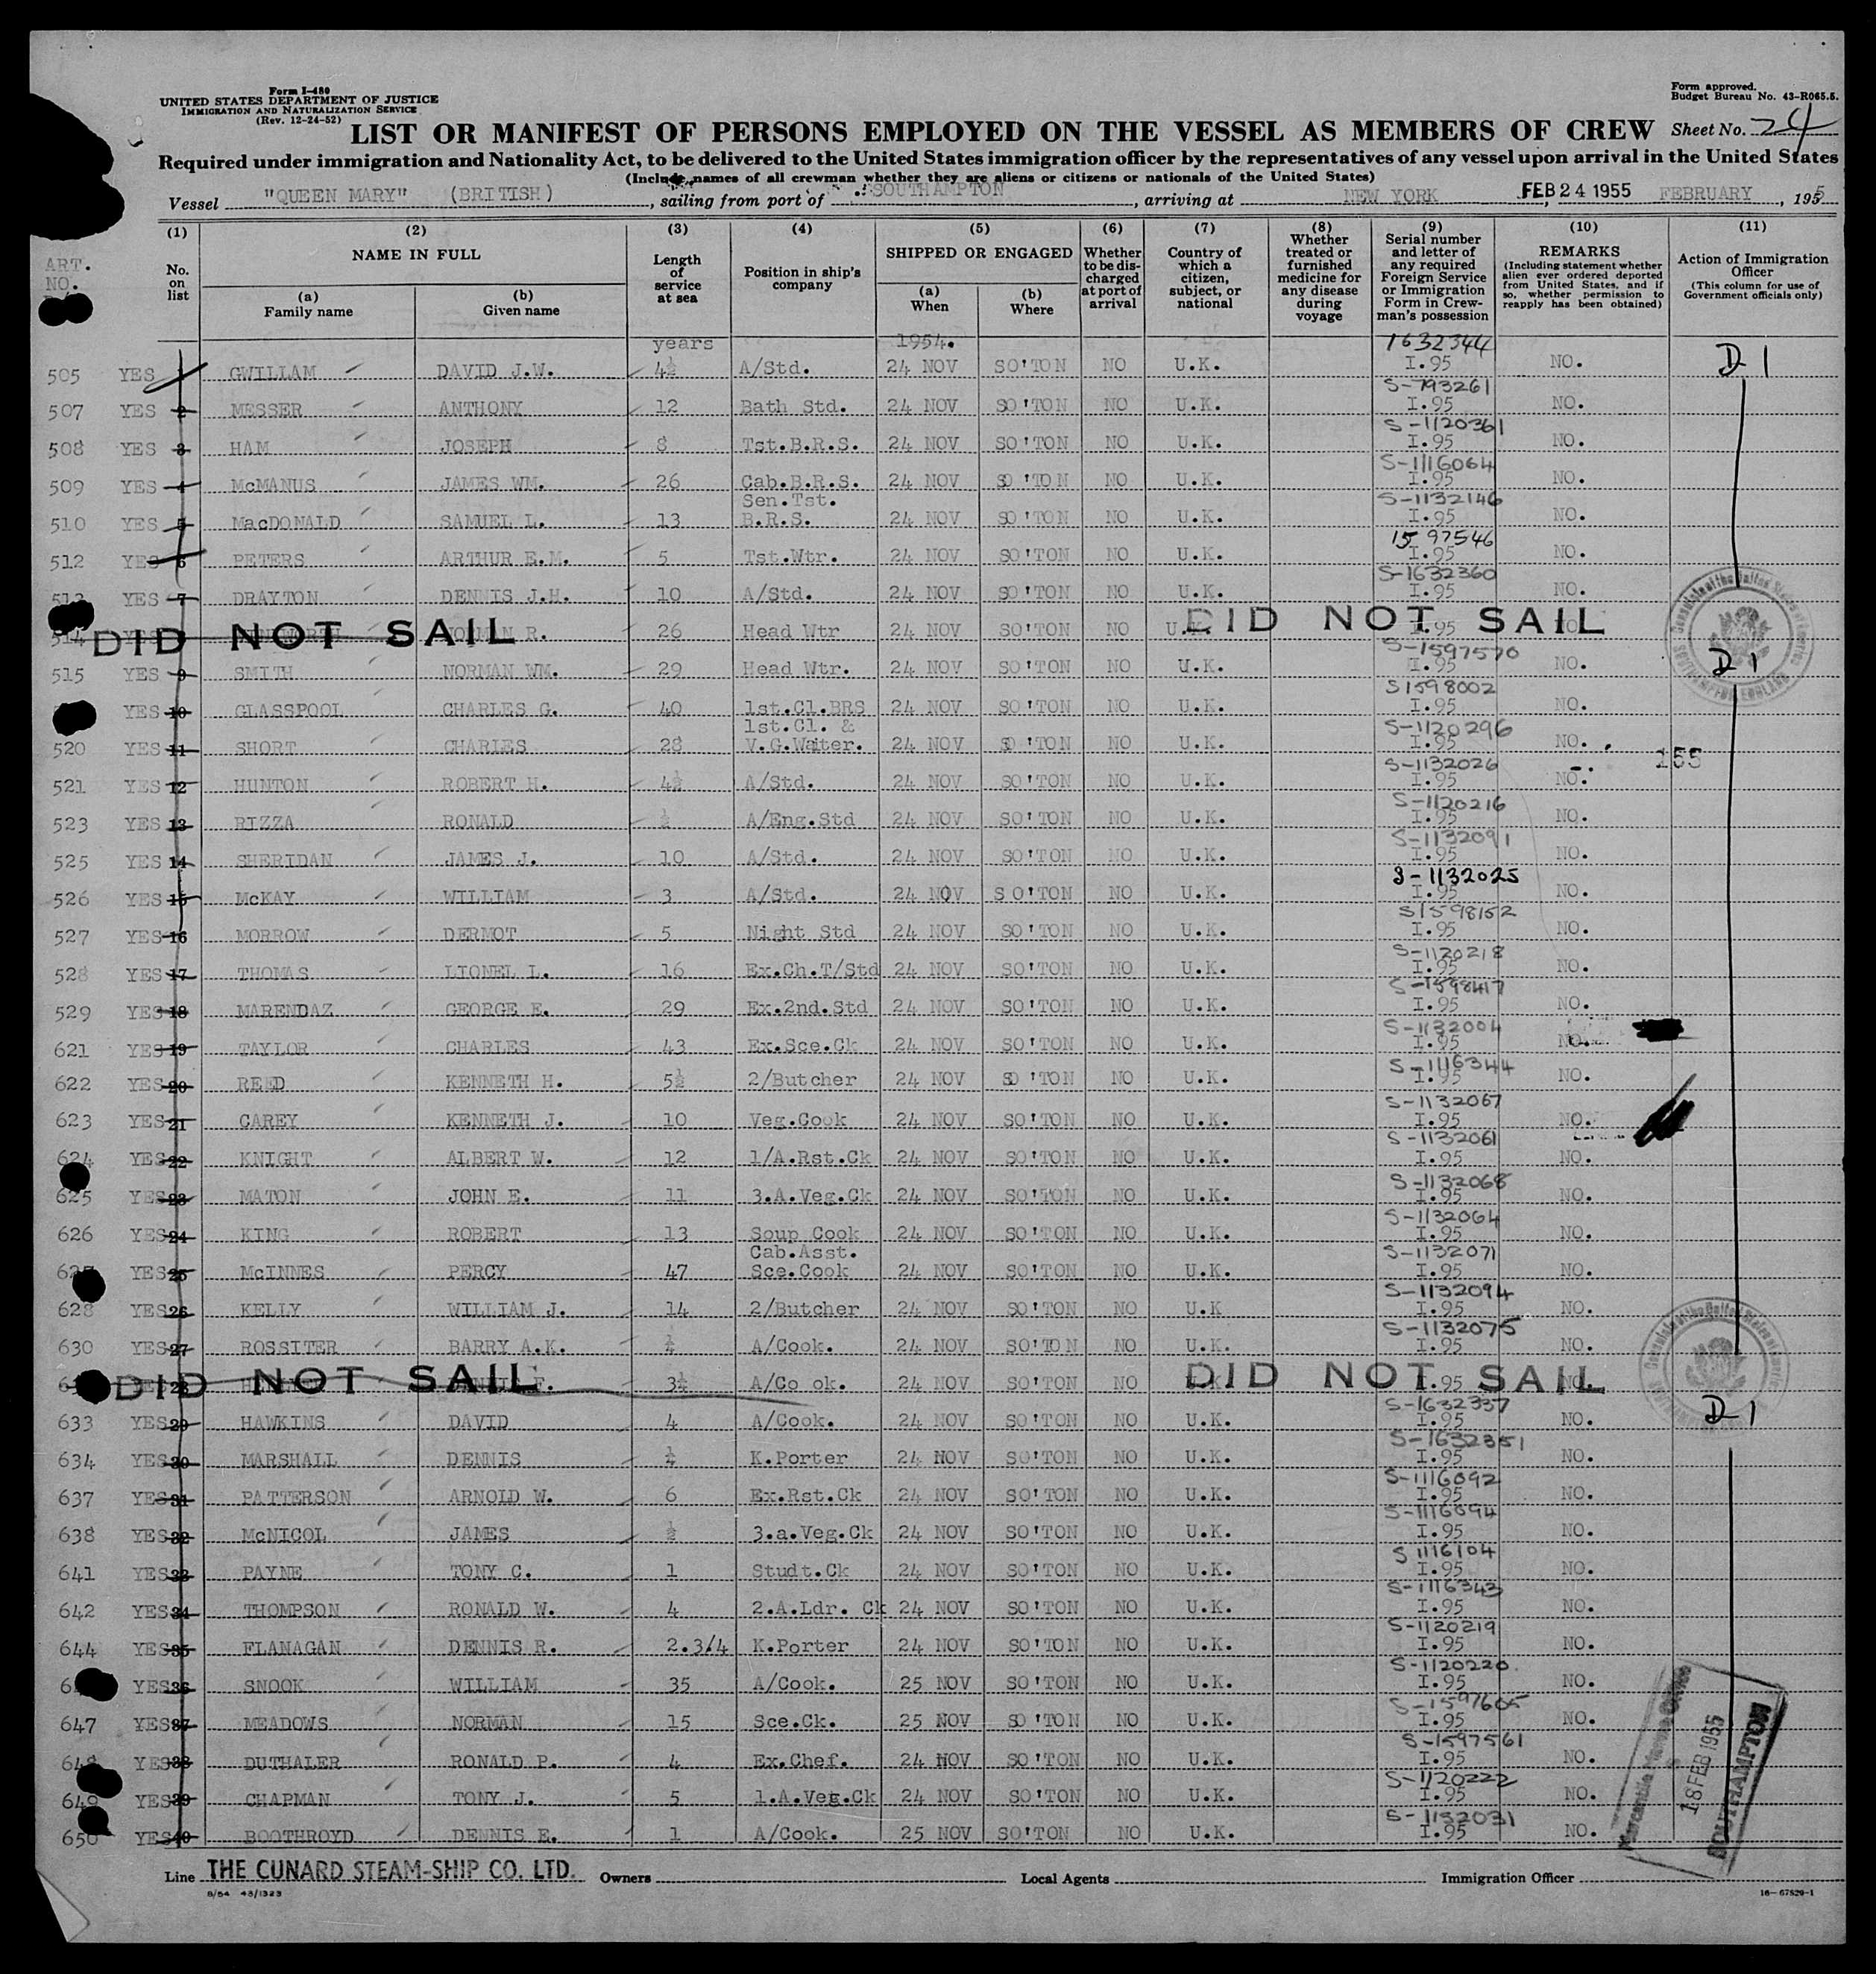 Form I-480
UNITED STATES DEPARTMENT OF JUSTICE
IMMIGRATION AND NATURALIZATION SERVICE
(Rev. 12-24-52)
Form approved.
Budget Bureau No. 43-R065.5.
LIST OR MANIFEST OF PERSONS EMPLOYED ON THE VESSEL AS MEMBERS OF CREW Sheet No. 24
Required under immigration and Nationality Act, to be delivered to the United States immigration officer by the representatives of any vessel upon arrival in the United States
(Include names of all crewman whether they are aliens or citizens or nationals of the United States)
Vessel "QUEEN MARY" (BRITISH), sailing from port of SOUTHAMPTON, arriving at NEW YORK FEB 24 1955 FEBRUARY, 1955
ART. NO.
(1) No. on list
(2) NAME IN FULL (a) Family name (b) Given name
(3) Length of service at sea
(4) Position in ship's company
(5) SHIPPED OR ENGAGED (a) When (b) Where
(6) Whether to be discharged at port of arrival
(7) Country of which a citizen, subject, or national
(8) Whether treated or furnished medicine for any disease during voyage
(9) Serial number and letter of any required Foreign Service or Immigration Form in Crewman's possession
(10) REMARKS (Including statement whether alien ever ordered deported from United States, and if so, whether permission to reapply has been obtained)
(11) Action of Immigration Officer (This column for use of Government officials only)
years 1954.
505 YES 1 GWILLAM DAVID J.W. 4½ A/Std. 24 NOV SO'TON NO U.K. 1632344 I.95 NO. D 1
507 YES 2 MESSER ANTHONY 12 Bath Std. 24 NOV SO'TON NO U.K. S-793261 I.95 NO.
508 YES 3 HAM JOSEPH 8 Tst.B.R.S. 24 NOV SO'TON NO U.K. S-1120361 I.95 NO.
509 YES 4 McMANUS JAMES WM. 26 Cab.B.R.S. 24 NOV SO'TON NO U.K. S-1116064 I.95 NO.
510 YES 5 MacDONALD SAMUEL L. 13 Sen.Tst. B.R.S. 24 NOV SO'TON NO U.K. S-1132146 I.95 NO.
512 YES 6 PETERS ARTHUR E.M. 5 Tst.Wtr. 24 NOV SO'TON NO U.K. 1597546 I.95 NO.
513 YES 7 DRAYTON DENNIS J.H. 10 A/Std. 24 NOV SO'TON NO U.K. S-1632360 I.95 NO.
514 DID NOT SAIL R. 26 Head Wtr 24 NOV SO'TON NO U.K. DID NOT SAIL I.95 NO.
515 YES 9 SMITH NORMAN WM. 29 Head Wtr. 24 NOV SO'TON NO U.K. S-1597570 I.95 NO. D 1
YES 10 GLASSPOOL CHARLES G. 40 1st.Cl.BRS 24 NOV SO'TON NO U.K. S1598002 I.95 NO.
520 YES 11 SHORT CHARLES 28 1st.Cl. & V.G.Waiter. 24 NOV SO'TON NO U.K. S-1120296 I.95 NO. 155
521 YES 12 HUNTON ROBERT H. 4½ A/Std. 24 NOV SO'TON NO U.K. S-1132026 I.95 NO.
523 YES 13 RIZZA RONALD ½ A/Eng.Std 24 NOV SO'TON NO U.K. S-1120216 I.95 NO.
525 YES 14 SHERIDAN JAMES J. 10 A/Std. 24 NOV SO'TON NO U.K. S-1132091 I.95 NO.
526 YES 15 McKAY WILLIAM 3 A/Std. 24 NOV SO'TON NO U.K. S-1132025 I.95 NO.
527 YES 16 MORROW DERMOT 5 Night Std 24 NOV SO'TON NO U.K. S1598152 I.95 NO.
528 YES 17 THOMAS LIONEL L. 16 Ex.Ch.T/Std 24 NOV SO'TON NO U.K. S-1120218 I.95 NO.
529 YES 18 MARENDAZ GEORGE E. 29 Ex.2nd.Std 24 NOV SO'TON NO U.K. S-1598417 I.95 NO.
621 YES 19 TAYLOR CHARLES 43 Ex.Sce.Ck 24 NOV SO'TON NO U.K. S-1132004 I.95 NO.
622 YES 20 REED KENNETH H. 5½ 2/Butcher 24 NOV SO'TON NO U.K. S-1116344 I.95 NO.
623 YES 21 CAREY KENNETH J. 10 Veg.Cook 24 NOV SO'TON NO U.K. S-1132067 I.95 NO.
624 YES 22 KNIGHT ALBERT W. 12 1/A.Rst.Ck 24 NOV SO'TON NO U.K. S-1132061 I.95 NO.
625 YES 23 MATON JOHN E. 11 3.A.Veg.Ck 24 NOV SO'TON NO U.K. S-1132068 I.95 NO.
626 YES 24 KING ROBERT 13 Soup Cook 24 NOV SO'TON NO U.K. S-1132064 I.95 NO.
627 YES 25 McINNES PERCY 47 Cab.Asst. Sce.Cook 24 NOV SO'TON NO U.K. S-1132071 I.95 NO.
628 YES 26 KELLY WILLIAM J. 14 2/Butcher 24 NOV SO'TON NO U.K S-1132094 I.95 NO.
630 YES 27 ROSSITER BARRY A.K. ¼ A/Cook. 24 NOV SO'TON NO U.K. S-1132075 I.95 NO.
DID NOT SAIL F. 3¼ A/Co ok. 24 NOV SO'TON NO DID NOT SAIL I.95 NO.
633 YES 29 HAWKINS DAVID 4 A/Cook. 24 NOV SO'TON NO U.K. S-1632337 I.95 NO. D 1
634 YES 30 MARSHALL DENNIS ¼ K.Porter 24 NOV SO'TON NO U.K. S-1632351 I.95 NO.
637 YES 31 PATTERSON ARNOLD W. 6 Ex.Rst.Ck 24 NOV SO'TON NO U.K. S-1116092 I.95 NO.
638 YES 32 McNICOL JAMES ½ 3.a.Veg.Ck 24 NOV SO'TON NO U.K. S-1116094 I.95 NO.
641 YES 33 PAYNE TONY C. 1 Studt.Ck 24 NOV SO'TON NO U.K. S 1116104 I.95 NO.
642 YES 34 THOMPSON RONALD W. 4 2.A.Ldr. Ck 24 NOV SO'TON NO U.K. S-1116343 I.95 NO.
644 YES 35 FLANAGAN DENNIS R. 2.3/4 K.Porter 24 NOV SO'TON NO U.K. S-1120219 I.95 NO.
YES 36 SNOOK WILLIAM 35 A/Cook. 25 NOV SO'TON NO U.K. S-1120220 I.95 NO.
647 YES 37 MEADOWS NORMAN 15 Sce.Ck. 25 NOV SO'TON NO U.K. S-1597605 I.95 NO.
648 YES 38 DUTHALER RONALD P. 4 Ex.Chef. 24 NOV SO'TON NO U.K. S-1597561 I.95 NO.
649 YES 39 CHAPMAN TONY J. 5 1.A.Veg.Ck 24 NOV SO'TON NO U.K. S-1120222 I.95 NO.
650 YES 40 BOOTHROYD DENNIS E. 1 A/Cook. 25 NOV SO'TON NO U.K. S-1132031 I.95 NO.
Mercantile Marine Office
18 FEB 1955
SOUTHAMPTON
Line THE CUNARD STEAM-SHIP CO. LTD. Owners Local Agents Immigration Officer
8/54 43/1323
16-67529-1